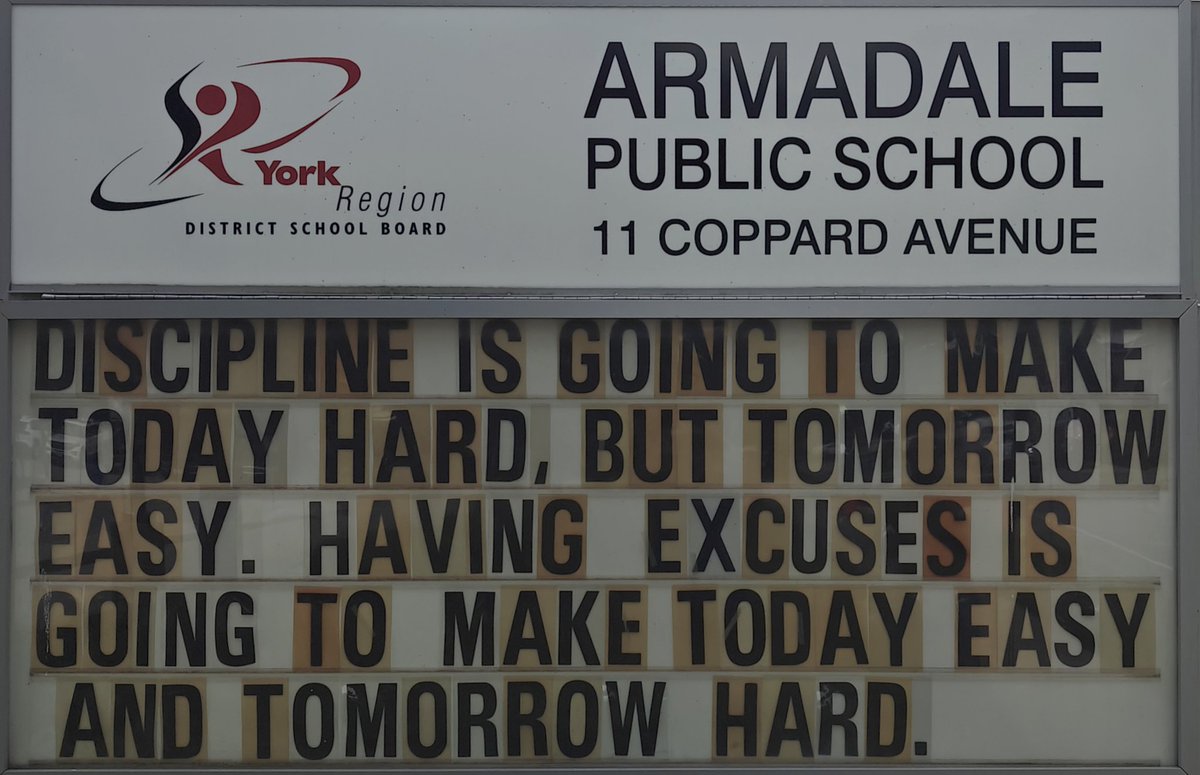 York
Region
DISTRICT SCHOOL BOARD
ARMADALE
PUBLIC SCHOOL
11 COPPARD AVENUE
DISCIPLINE IS GOING TO MAKE
TODAY HARD, BUT TOMORROW
EASY. HAVING EXCUSES IS
GOING TO MAKE TODAY EASY
AND TOMORROW HARD.